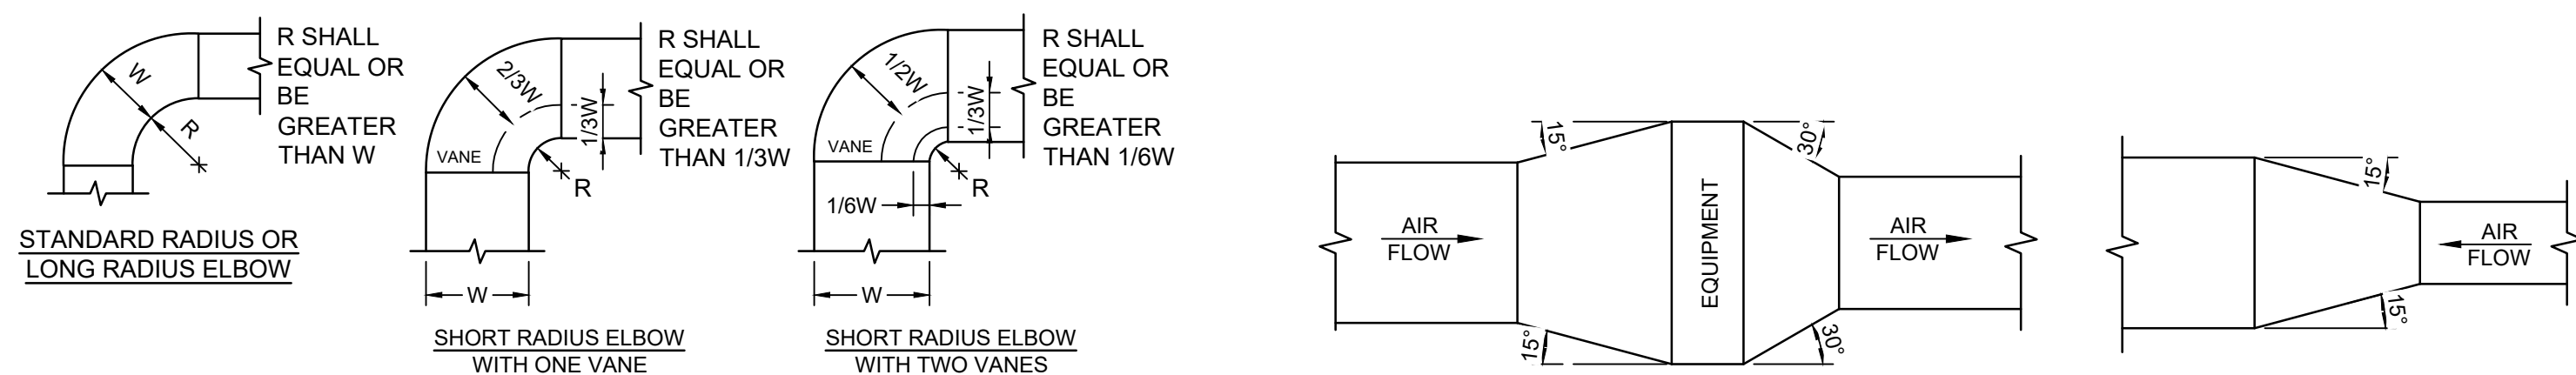 W
R
R SHALL
EQUAL OR
BE
GREATER
THAN W
STANDARD RADIUS OR
LONG RADIUS ELBOW
2/3W
1/3W
VANE
R
W
R SHALL
EQUAL OR
BE
GREATER
THAN 1/3W
SHORT RADIUS ELBOW
WITH ONE VANE
1/2W
1/3W
VANE
R
1/6W
W
R SHALL
EQUAL OR
BE
GREATER
THAN 1/6W
SHORT RADIUS ELBOW
WITH TWO VANES
15°
30°
AIR
FLOW
EQUIPMENT
AIR
FLOW
15°
30°
15°
AIR
FLOW
15°